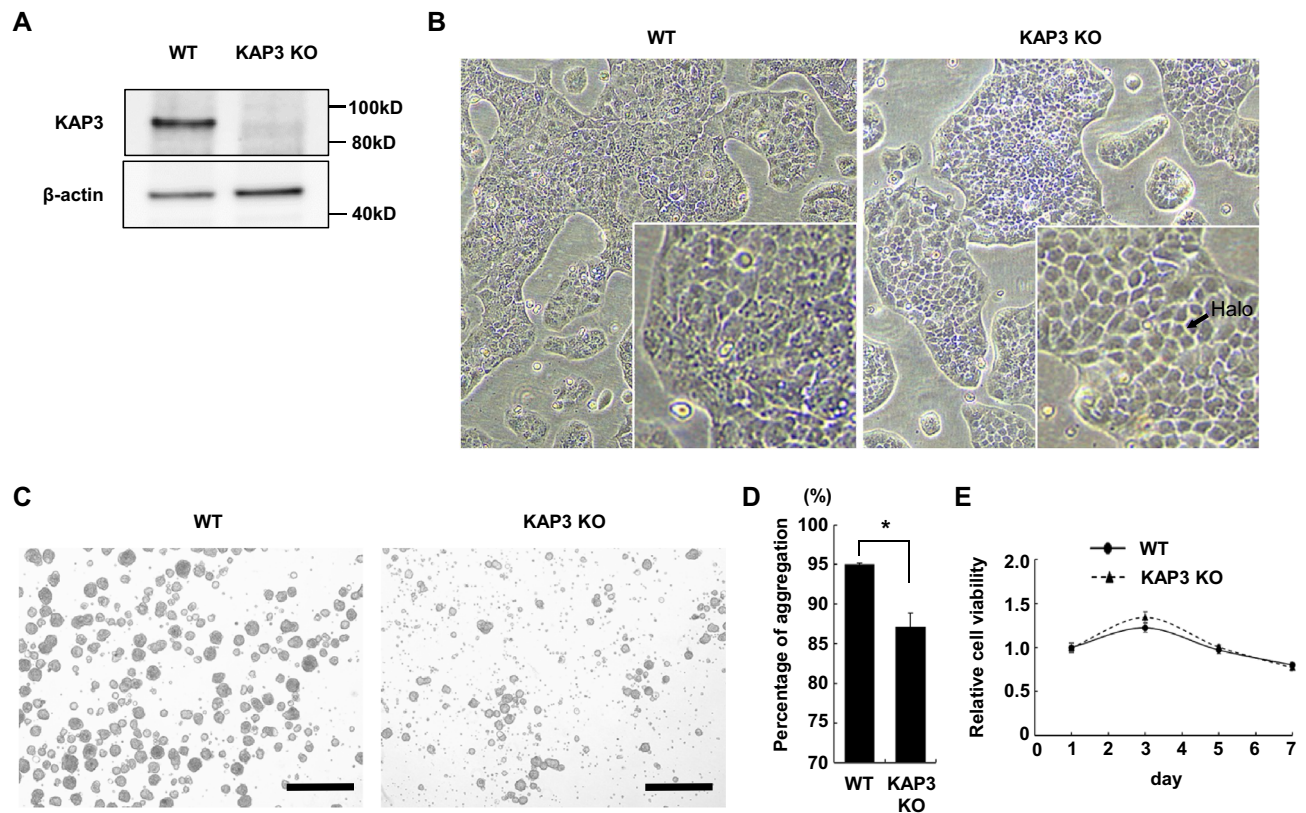 A
WT KAP3 KO
KAP3
100kD
80kD
β-actin
40kD
B
WT KAP3 KO
Halo
C
WT KAP3 KO
D (%)
Percentage of aggregation
100
95
90
85
80
75
70
*
WT KAP3
KO
E
WT
KAP3 KO
Relative cell viability
2.0
1.5
1.0
0.5
0
0 1 2 3 4 5 6 7
day